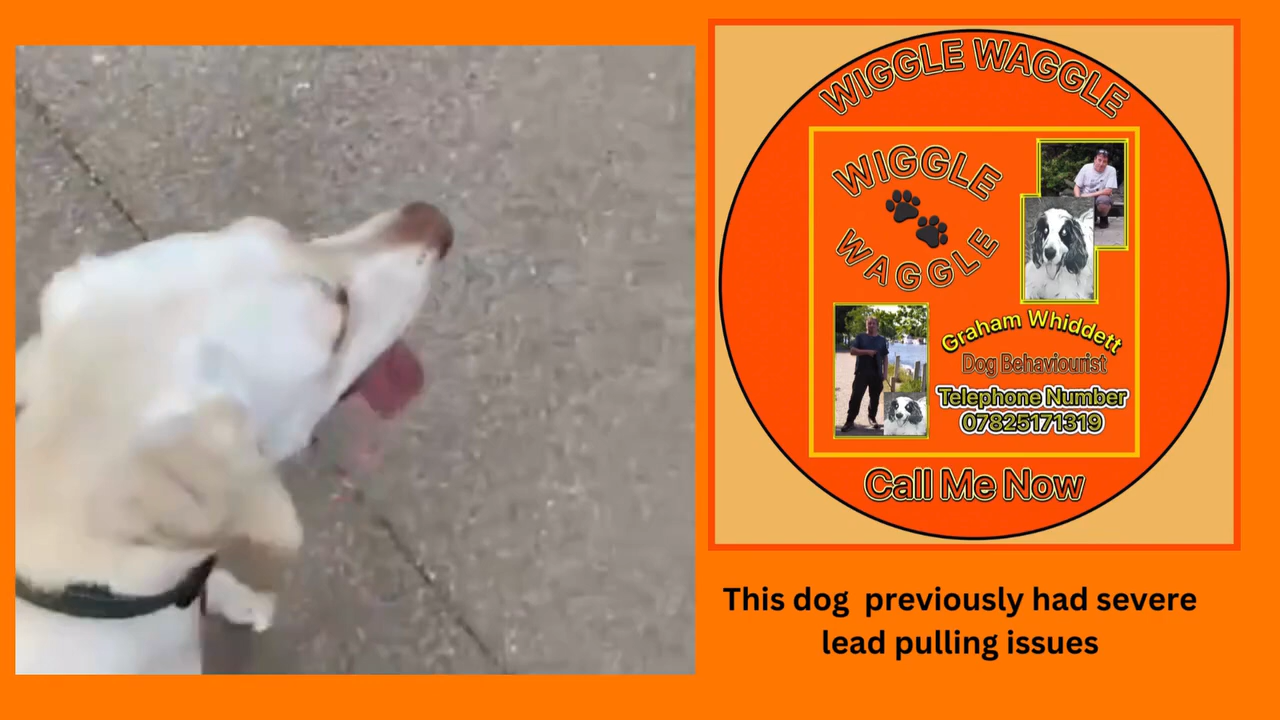 WIGGLE WAGGLE
WIGGLE
WAGGLE
Graham Whiddett
Dog Behaviourist
Telephone Number
07825171319
Call Me Now
This dog previously had severe
lead pulling issues